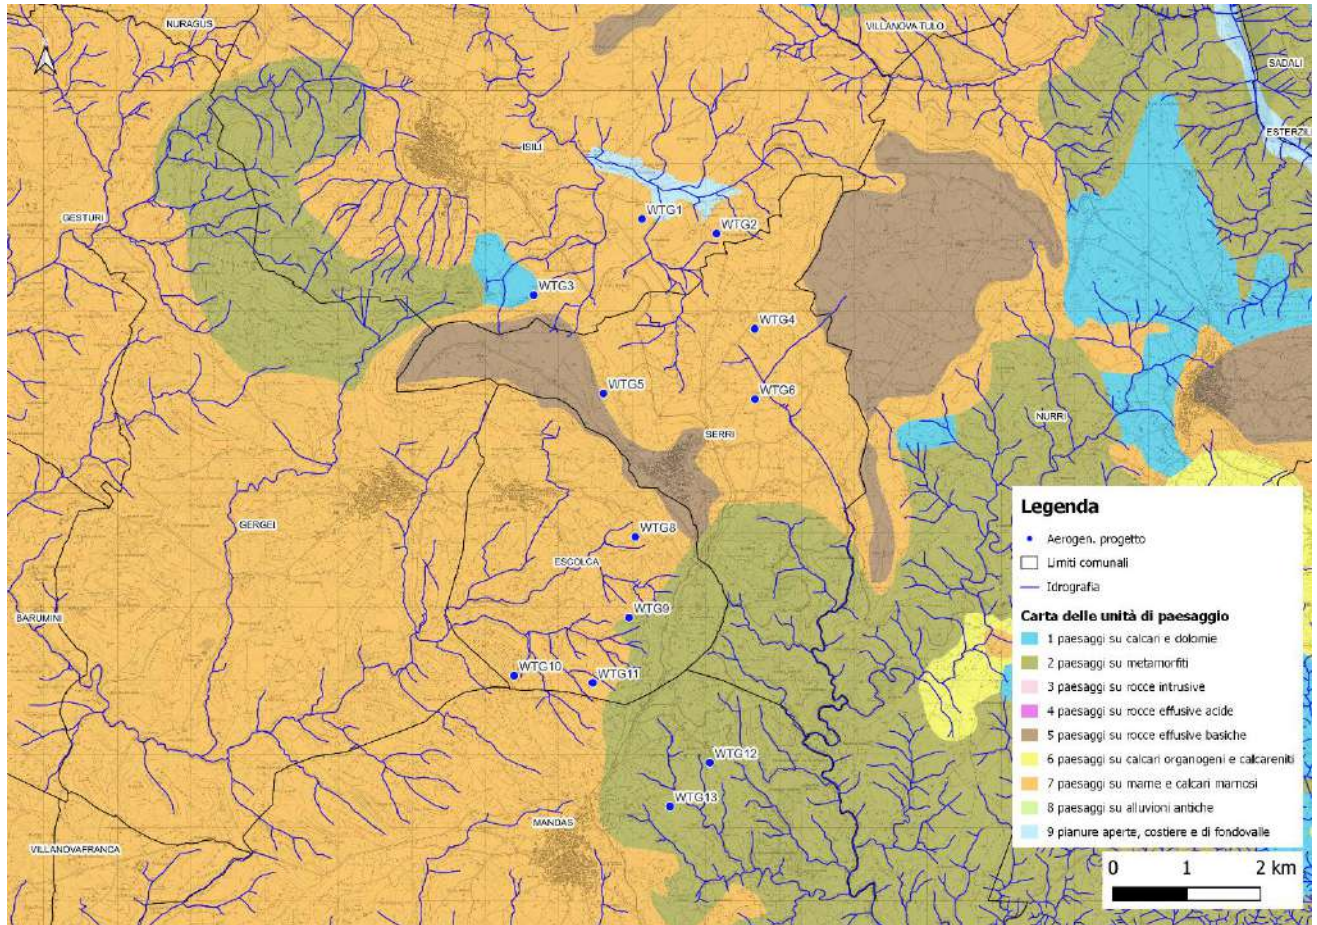 NURAGUS
VILLANOVA TULO
SADALI
ESTERZILI
ISILI
GESTURI
WTG1
WTG2
WTG3
WTG4
WTG5
WTG6
SERRI
NURRI
GERGEI
WTG8
ESCOLCA
WTG9
BARUMINI
WTG10
WTG11
WTG12
WTG13
MANDAS
VILLANOVAFRANCA
Legenda
Aerogen. progetto
Limiti comunali
Idrografia
Carta delle unità di paesaggio
1 paesaggi su calcari e dolomie
2 paesaggi su metamorfiti
3 paesaggi su rocce intrusive
4 paesaggi su rocce effusive acide
5 paesaggi su rocce effusive basiche
6 paesaggi su calcari organogeni e calcareniti
7 paesaggi su marne e calcari marnosi
8 paesaggi su alluvioni antiche
9 pianure aperte, costiere e di fondovalle
0 1 2 km